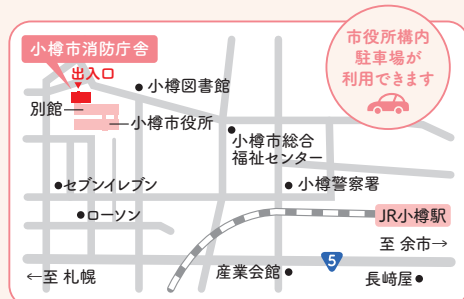 小樽市消防庁舎
出入口
市役所構内
駐車場が
利用できます
小樽図書館
別館
小樽市役所
小樽市総合
福祉センター
セブンイレブン
小樽警察署
ローソン
JR小樽駅
至 余市→
5
←至 札幌
産業会館
長崎屋